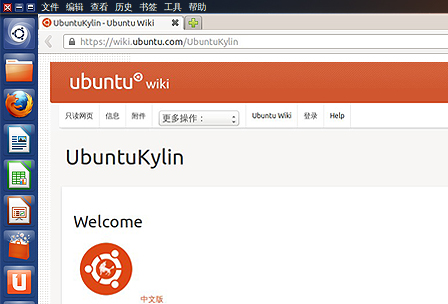 文件 编辑 查看 历史 书签 工具 帮助
UbuntuKylin - Ubuntu Wiki
https://wiki.ubuntu.com/UbuntuKylin
ubuntu wiki
只读网页 信息 附件 更多操作： Ubuntu Wiki 登录 Help
UbuntuKylin
Welcome
中文版